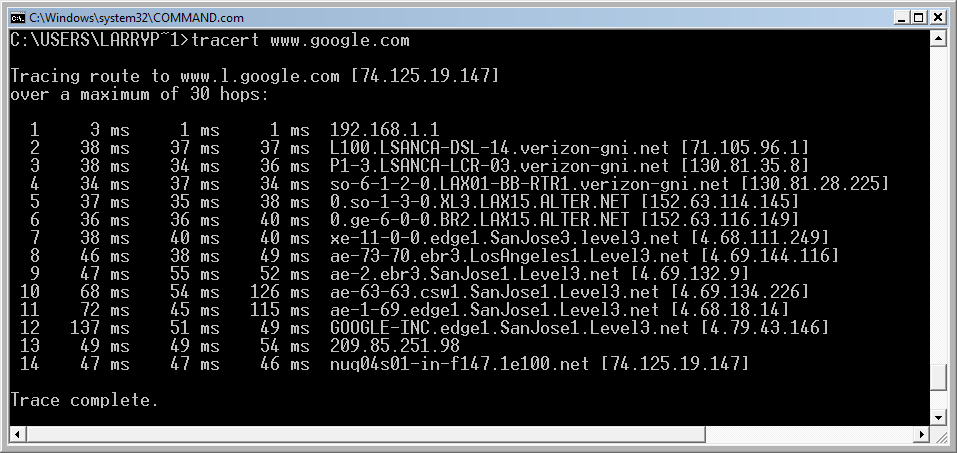 C:\Windows\system32\COMMAND.com
C:\USERS\LARRYP~1>tracert www.google.com
Tracing route to www.l.google.com [74.125.19.147]
over a maximum of 30 hops:
1 3 ms 1 ms 1 ms 192.168.1.1
2 38 ms 37 ms 37 ms L100.LSANCA-DSL-14.verizon-gni.net [71.105.96.1]
3 38 ms 34 ms 36 ms P1-3.LSANCA-LCR-03.verizon-gni.net [130.81.35.8]
4 34 ms 37 ms 34 ms so-6-1-2-0.LAX01-BB-RTR1.verizon-gni.net [130.81.28.225]
5 37 ms 35 ms 38 ms 0.so-1-3-0.XL3.LAX15.ALTER.NET [152.63.114.145]
6 36 ms 36 ms 40 ms 0.ge-6-0-0.BR2.LAX15.ALTER.NET [152.63.116.149]
7 38 ms 40 ms 40 ms xe-11-0-0.edge1.SanJose3.level3.net [4.68.111.249]
8 46 ms 38 ms 49 ms ae-73-70.ebr3.LosAngeles1.Level3.net [4.69.144.116]
9 47 ms 55 ms 52 ms ae-2.ebr3.SanJose1.Level3.net [4.69.132.9]
10 68 ms 54 ms 126 ms ae-63-63.csw1.SanJose1.Level3.net [4.69.134.226]
11 72 ms 45 ms 115 ms ae-1-69.edge1.SanJose1.Level3.net [4.68.18.14]
12 137 ms 51 ms 49 ms GOOGLE-INC.edge1.SanJose1.Level3.net [4.79.43.146]
13 49 ms 49 ms 54 ms 209.85.251.98
14 47 ms 47 ms 46 ms nuq04s01-in-f147.1e100.net [74.125.19.147]
Trace complete.